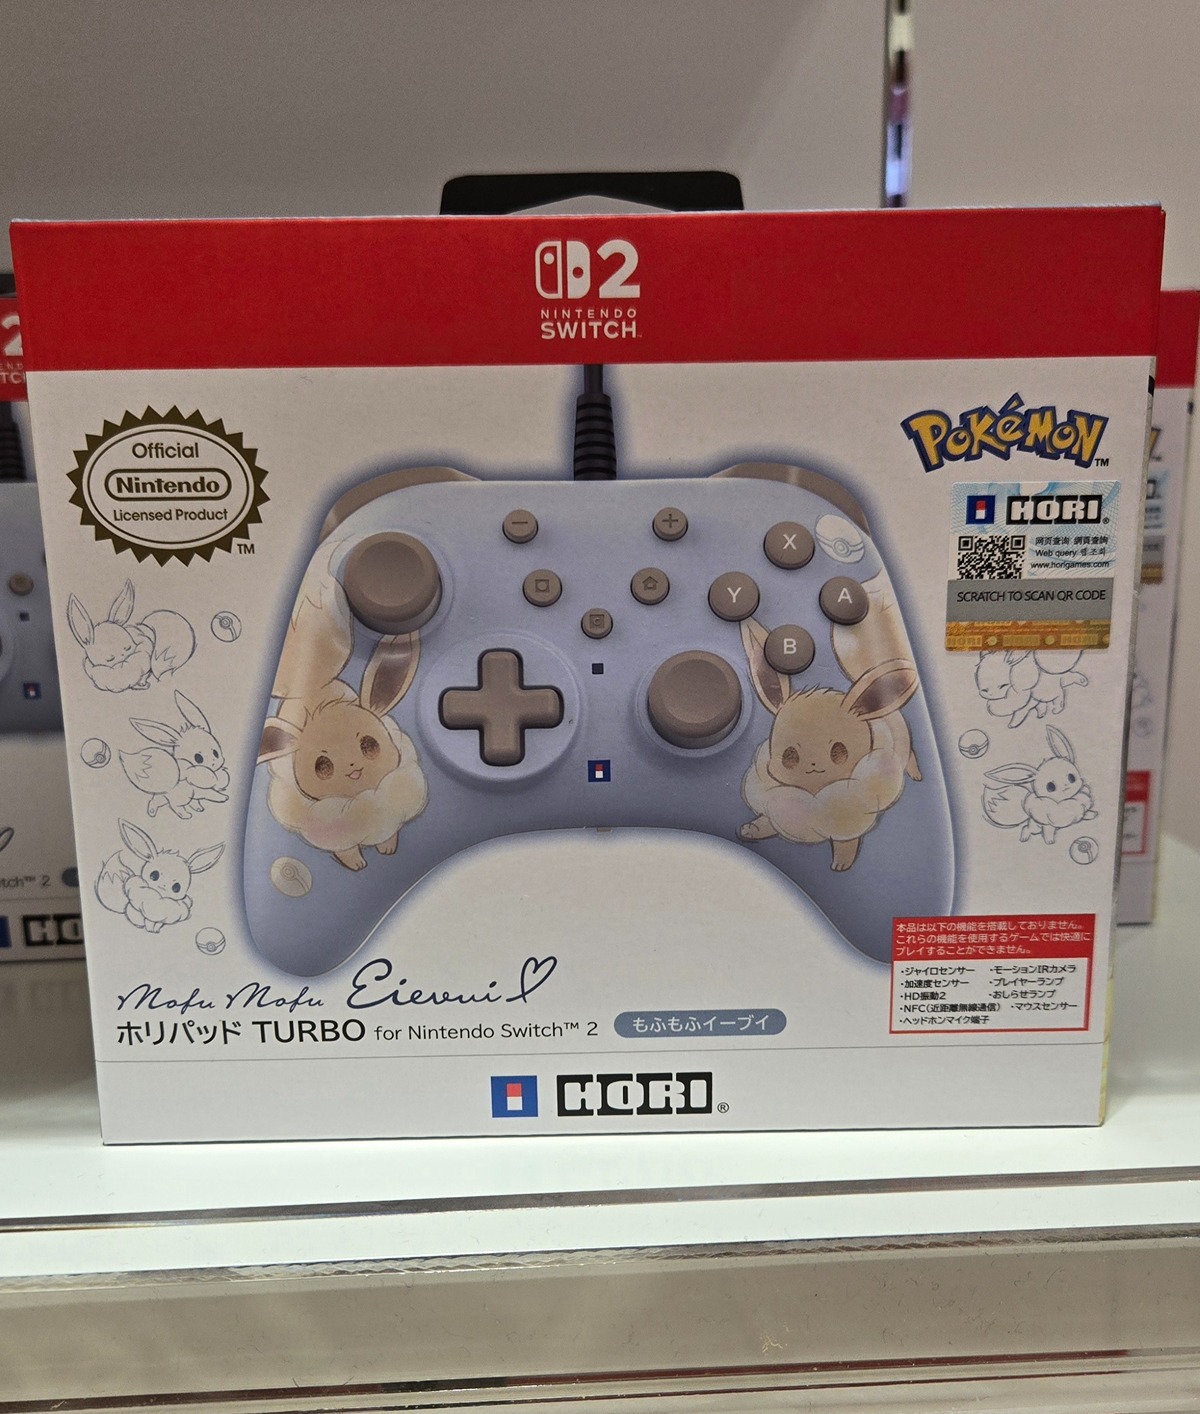 2
NINTENDO
SWITCH
Official
Nintendo
Licensed Product
TM
POKéMON
TM
HORI®
网页查询 網頁查詢
Web query 웹 조회
www.horigames.com
SCRATCH TO SCAN QR CODE
X
Y
A
B
本品は以下の機能を搭載しておりません。
これらの機能を使用するゲームでは快適に
プレイすることができません。
・ジャイロセンサー ・モーションIRカメラ
・加速度センサー ・プレイヤーランプ
・HD振動2 ・おしらせランプ
・NFC(近距離無線通信) ・マウスセンサー
・ヘッドホンマイク端子
Mofu Mofu Eievui
ホリパッド TURBO for Nintendo Switch™ 2 もふもふイーブイ
HORI®
2
tch™ 2
HO